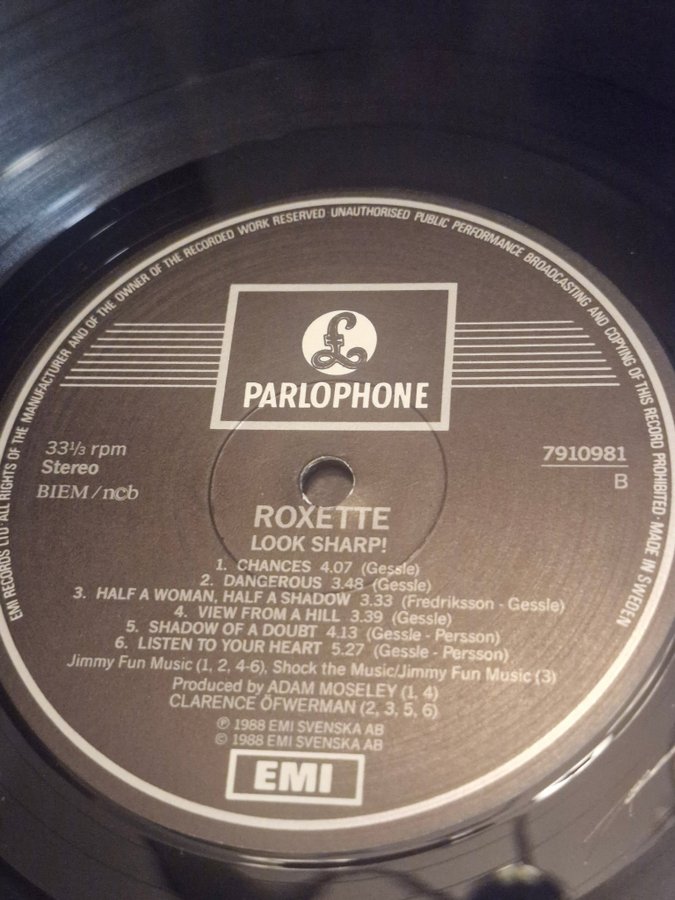 EMI RECORDS LTD ALL RIGHTS OF THE MANUFACTURER AND OF THE OWNER OF THE RECORDED WORK RESERVED UNAUTHORISED PUBLIC PERFORMANCE BROADCASTING AND COPYING OF THIS RECORD PROHIBITED · MADE IN SWEDEN
£
PARLOPHONE
33⅓ rpm
Stereo
BIEM/n©b
7910981
B
ROXETTE
LOOK SHARP!
1. CHANCES 4.07 (Gessle)
2. DANGEROUS 3.48 (Gessle)
3. HALF A WOMAN, HALF A SHADOW 3.33 (Fredriksson - Gessle)
4. VIEW FROM A HILL 3.39 (Gessle)
5. SHADOW OF A DOUBT 4.13 (Gessle - Persson)
6. LISTEN TO YOUR HEART 5.27 (Gessle - Persson)
Jimmy Fun Music (1, 2, 4-6), Shock the Music/Jimmy Fun Music (3)
Produced by ADAM MOSELEY (1, 4)
CLARENCE ÖFWERMAN (2, 3, 5, 6)
℗ 1988 EMI SVENSKA AB
© 1988 EMI SVENSKA AB
EMI